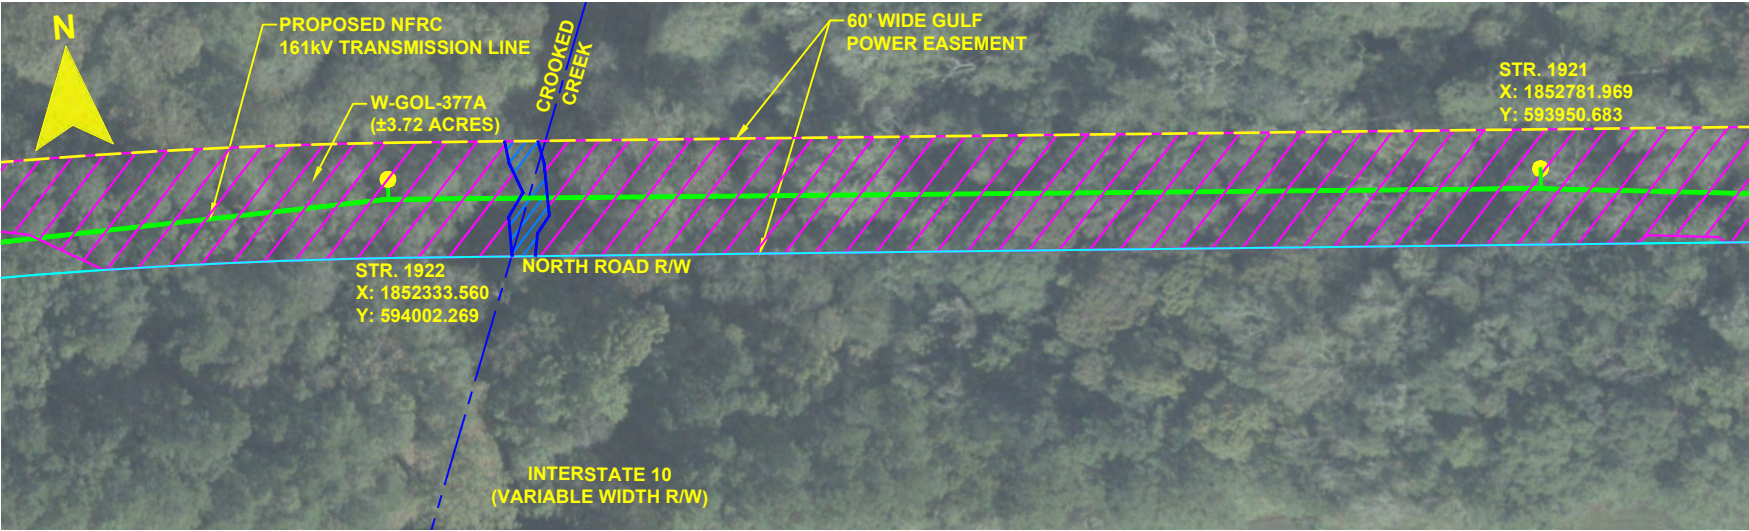 N
PROPOSED NFRC
161kV TRANSMISSION LINE
CROOKED
CREEK
60' WIDE GULF
POWER EASEMENT
STR. 1921
X: 1852781.969
Y: 593950.683
W-GOL-377A
(±3.72 ACRES)
NORTH ROAD R/W
STR. 1922
X: 1852333.560
Y: 594002.269
INTERSTATE 10
(VARIABLE WIDTH R/W)